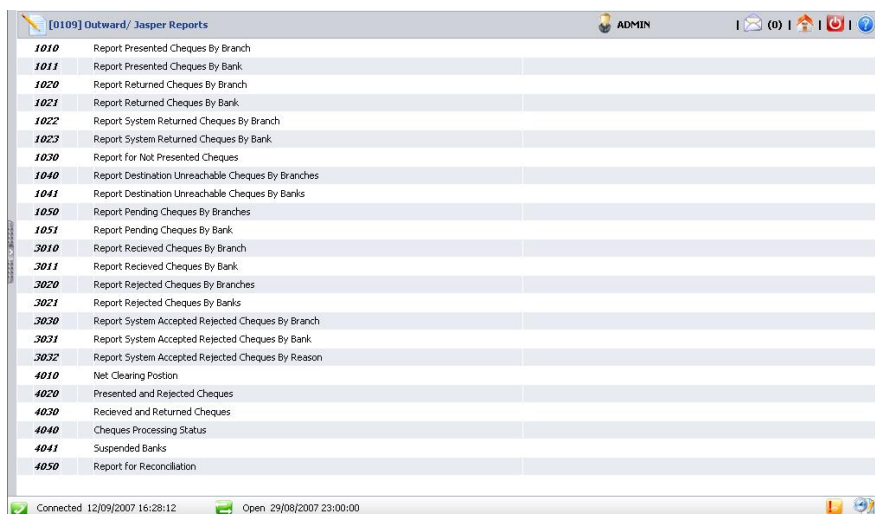 [0109] Outward/ Jasper Reports ADMIN | (0) | | |
1010 Report Presented Cheques By Branch
1011 Report Presented Cheques By Bank
1020 Report Returned Cheques By Branch
1021 Report Returned Cheques By Bank
1022 Report System Returned Cheques By Branch
1023 Report System Returned Cheques By Bank
1030 Report for Not Presented Cheques
1040 Report Destination Unreachable Cheques By Branches
1041 Report Destination Unreachable Cheques By Banks
1050 Report Pending Cheques By Branches
1051 Report Pending Cheques By Bank
3010 Report Recieved Cheques By Branch
3011 Report Recieved Cheques By Bank
3020 Report Rejected Cheques By Branches
3021 Report Rejected Cheques By Banks
3030 Report System Accepted Rejected Cheques By Branch
3031 Report System Accepted Rejected Cheques By Bank
3032 Report System Accepted Rejected Cheques By Reason
4010 Net Clearing Postion
4020 Presented and Rejected Cheques
4030 Recieved and Returned Cheques
4040 Cheques Processing Status
4041 Suspended Banks
4050 Report for Reconciliation
Connected 12/09/2007 16:28:12 Open 29/08/2007 23:00:00